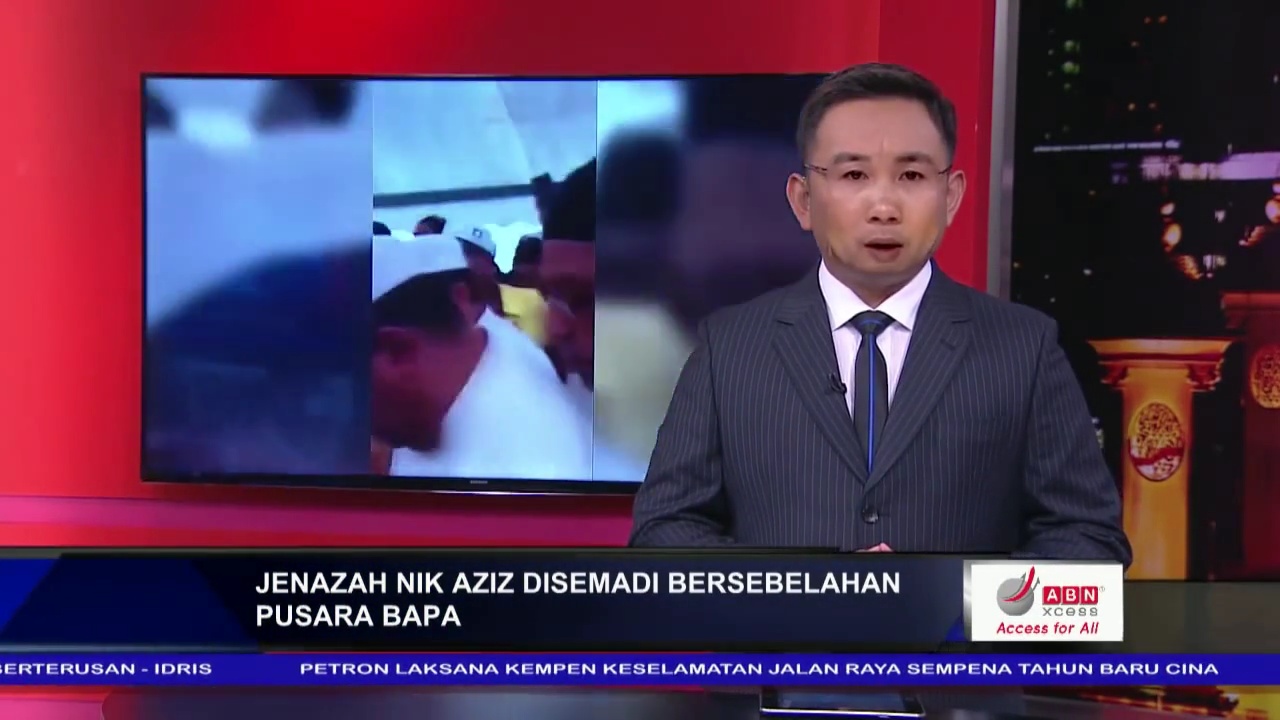 JENAZAH NIK AZIZ DISEMADI BERSEBELAHAN
PUSARA BAPA
ABN
xcess
Access for All
BERTERUSAN - IDRIS
PETRON LAKSANA KEMPEN KESELAMATAN JALAN RAYA SEMPENA TAHUN BARU CINA